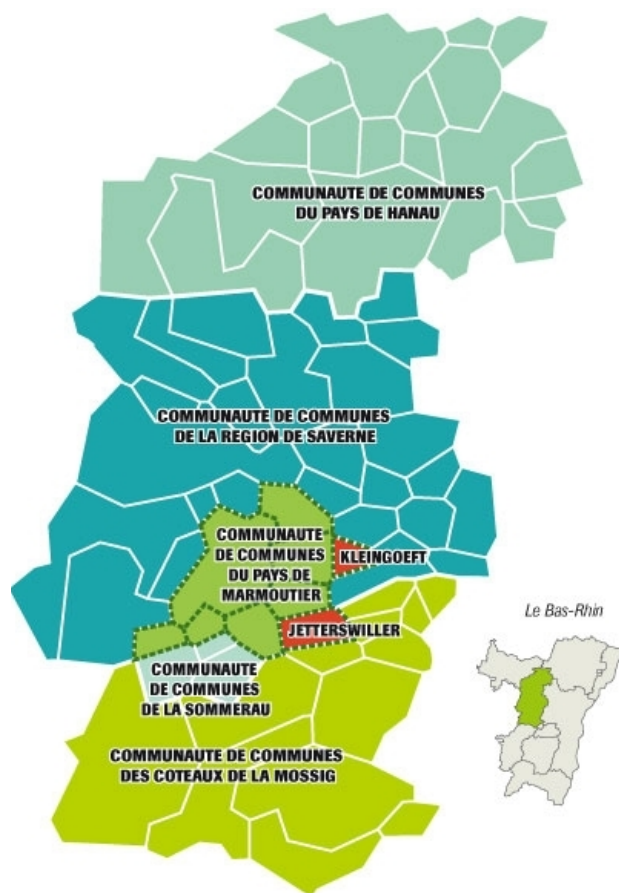 COMMUNAUTE DE COMMUNES
DU PAYS DE HANAU
COMMUNAUTE DE COMMUNES
DE LA REGION DE SAVERNE
COMMUNAUTE
DE COMMUNES
DU PAYS DE
MARMOUTIER
KLEINGOEFT
JETTERSWILLER
Le Bas-Rhin
COMMUNAUTE
DE COMMUNES
DE LA SOMMERAU
COMMUNAUTE DE COMMUNES
DES COTEAUX DE LA MOSSIG